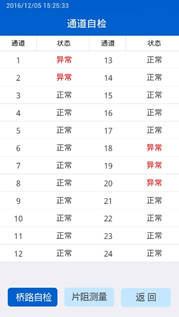 2016/12/05 15:25:33
通道自检
通道 状态 通道 状态
1 异常 13 正常
2 异常 14 正常
3 正常 15 正常
4 正常 16 正常
5 正常 17 正常
6 正常 18 异常
7 正常 19 异常
8 正常 20 异常
9 正常 21 正常
10 正常 22 正常
11 正常 23 正常
12 正常 24 正常
桥路自检 片阻测量 返 回